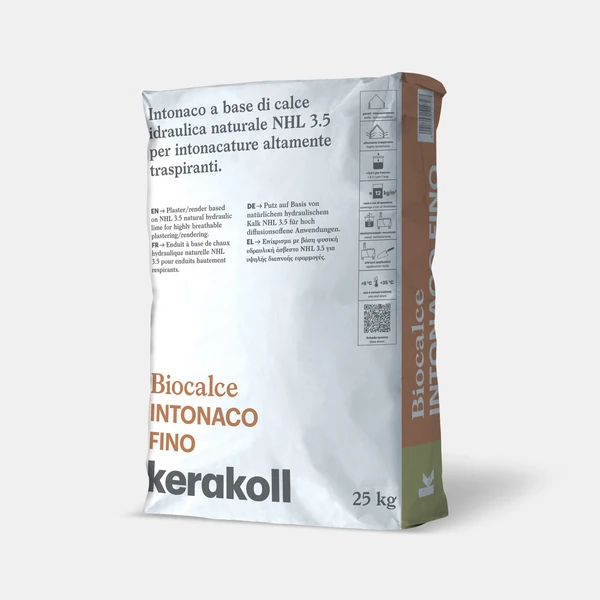 Intonaco a base di calce
idraulica naturale NHL 3.5
per intonacature altamente
traspiranti.
EN → Plaster/render based
on NHL 3.5 natural hydraulic
lime for highly breathable
plastering/rendering.
FR → Enduit à base de chaux
hydraulique naturelle NHL
3.5 pour enduits hautement
respirants.
DE → Putz auf Basis von
natürlichem hydraulischem
Kalk NHL 3.5 für hoch
diffusionsoffene Anwendungen.
EL → Επίχρισμα με βάση φυσική
υδραυλική άσβεστο NHL 3.5 για
υψηλής διαπνοής εφαρμογές.
kg/m²
+5 °C
+35 °C
Biocalce
INTONACO
FINO
kerakoll
25 kg
Biocalce
INTONACO FINO
k